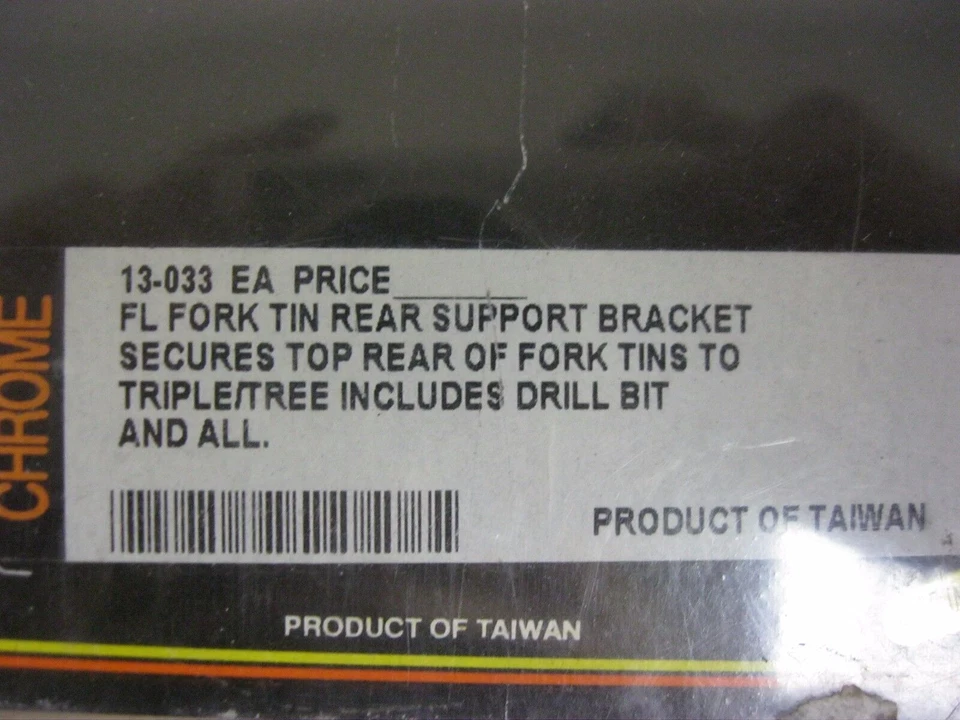 13-033 EA PRICE________
FL FORK TIN REAR SUPPORT BRACKET
SECURES TOP REAR OF FORK TINS TO
TRIPLE/TREE INCLUDES DRILL BIT
AND ALL.
PRODUCT OF TAIWAN
CHROME
PRODUCT OF TAIWAN